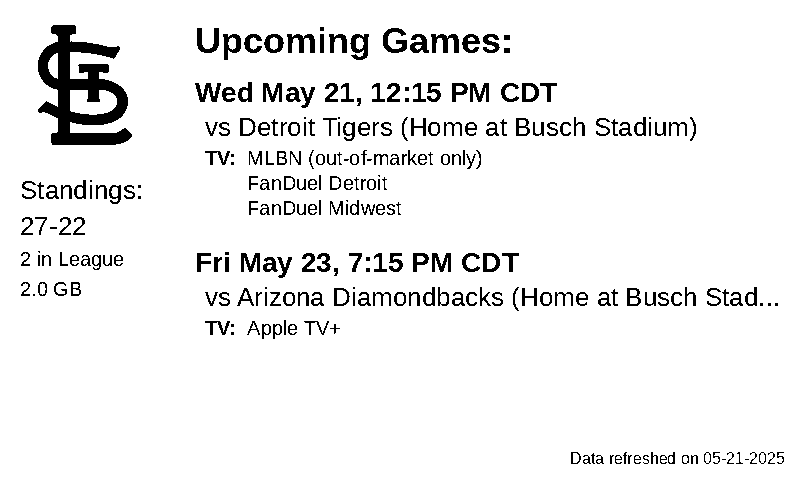 STL
Standings:
27-22
2 in League
2.0 GB
Upcoming Games:
Wed May 21, 12:15 PM CDT
vs Detroit Tigers (Home at Busch Stadium)
TV: MLBN (out-of-market only)
FanDuel Detroit
FanDuel Midwest
Fri May 23, 7:15 PM CDT
vs Arizona Diamondbacks (Home at Busch Stad...
TV: Apple TV+
Data refreshed on 05-21-2025